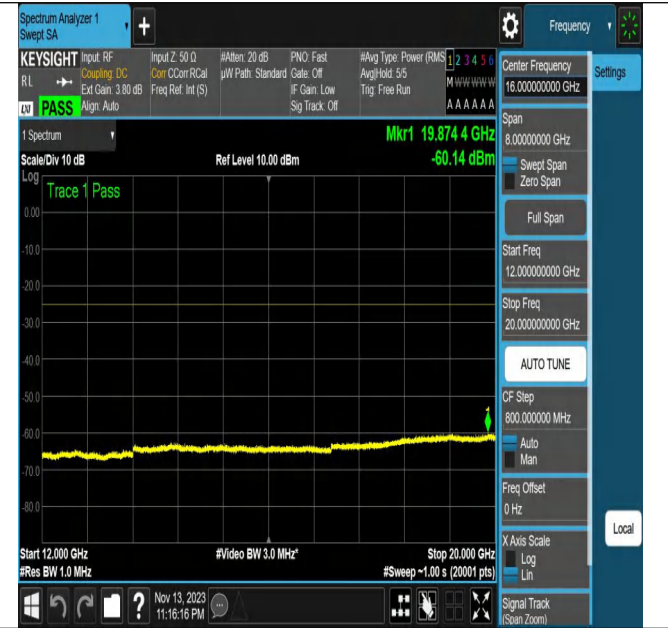 Spectrum Analyzer 1
Swept SA
+
Frequency
KEYSIGHT
RL
LXI
PASS
Input: RF
Coupling: DC
Ext Gain: 3.80 dB
Align: Auto
Input Z: 50 Ω
Corr CCorr RCal
Freq Ref: Int (S)
#Atten: 20 dB
µW Path: Standard
PNO: Fast
Gate: Off
IF Gain: Low
Sig Track: Off
#Avg Type: Power (RMS
Avg|Hold: 5/5
Trig: Free Run
1 2 3 4 5 6
M W W W W W
A A A A A A
1 Spectrum
Scale/Div 10 dB
Ref Level 10.00 dBm
Mkr1 19.874 4 GHz
-60.14 dBm
Log
Trace 1 Pass
0.00
-10.0
-20.0
-30.0
-40.0
-50.0
-60.0
-70.0
-80.0
1
Start 12.000 GHz
#Res BW 1.0 MHz
#Video BW 3.0 MHz*
Stop 20.000 GHz
#Sweep ~1.00 s (20001 pts)
Nov 13, 2023
11:16:16 PM
Center Frequency
16.000000000 GHz
Span
8.00000000 GHz
Swept Span
Zero Span
Full Span
Start Freq
12.000000000 GHz
Stop Freq
20.000000000 GHz
AUTO TUNE
CF Step
800.000000 MHz
Auto
Man
Freq Offset
0 Hz
X Axis Scale
Log
Lin
Signal Track
(Span Zoom)
Settings
Local